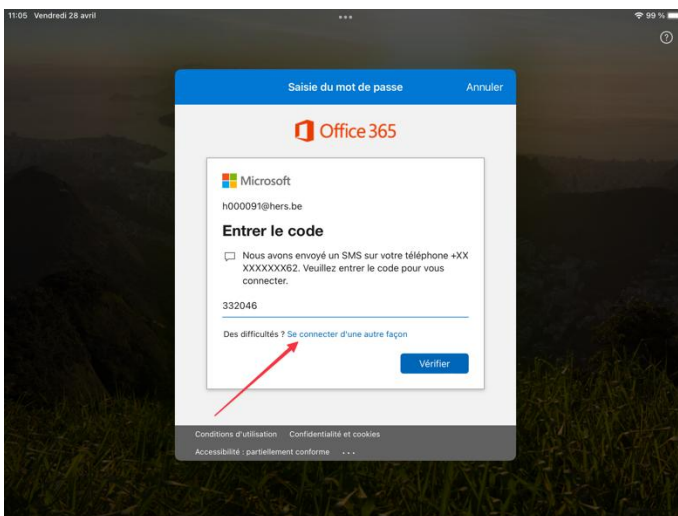 11:05 Vendredi 28 avril
99 %
Saisie du mot de passe Annuler
Office 365
Microsoft
h000091@hers.be
Entrer le code
Nous avons envoyé un SMS sur votre téléphone +XX
XXXXXXX62. Veuillez entrer le code pour vous
connecter.
332046
Des difficultés ? Se connecter d'une autre façon
Vérifier
Conditions d'utilisation Confidentialité et cookies
Accessibilité : partiellement conforme ...